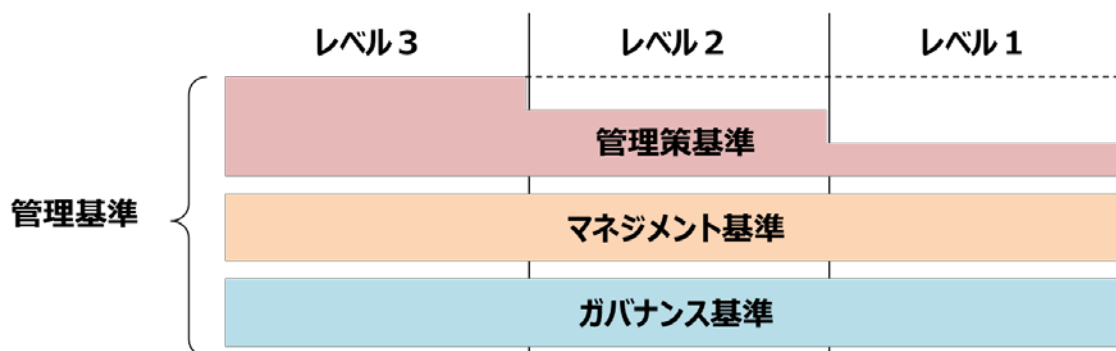 レベル３
レベル２
レベル１
管理策基準
管理基準
マネジメント基準
ガバナンス基準